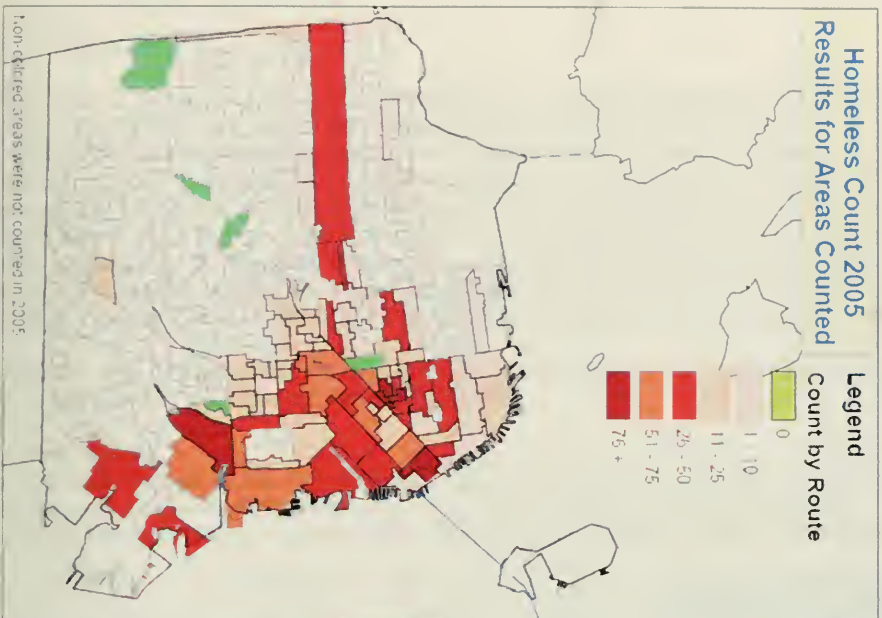 Homeless Count 2005
Results for Areas Counted
Legend
Count by Route
0
1 - 10
11 - 25
26 - 50
51 - 75
76 +
Non-colored areas were not counted in 2005